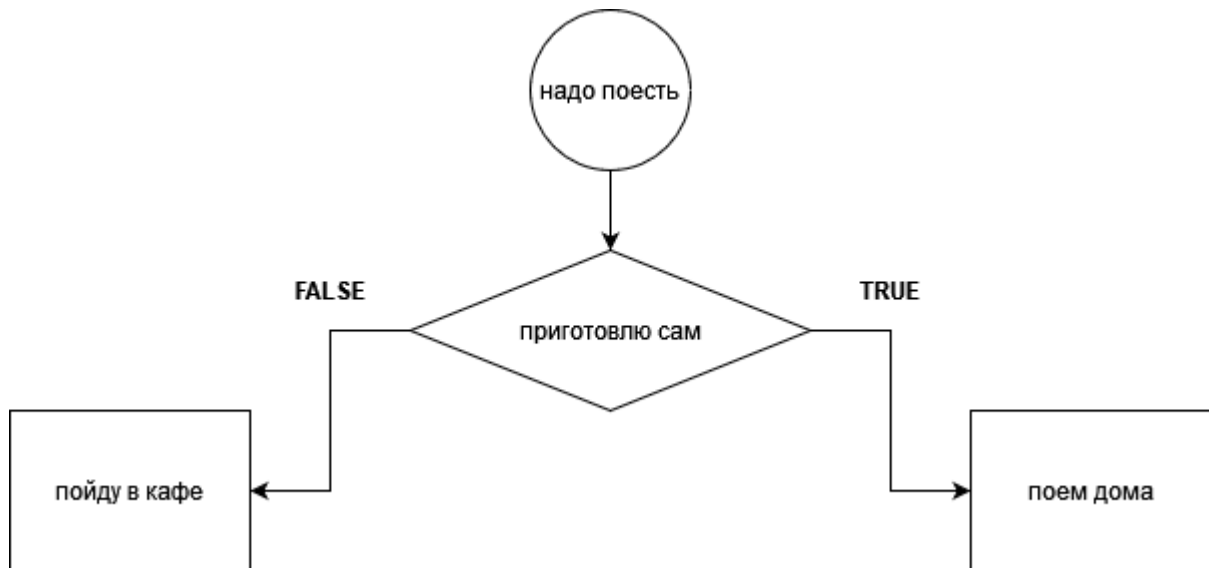 надо поесть
FALSE
TRUE
приготовлю сам
пойду в кафе
поем дома